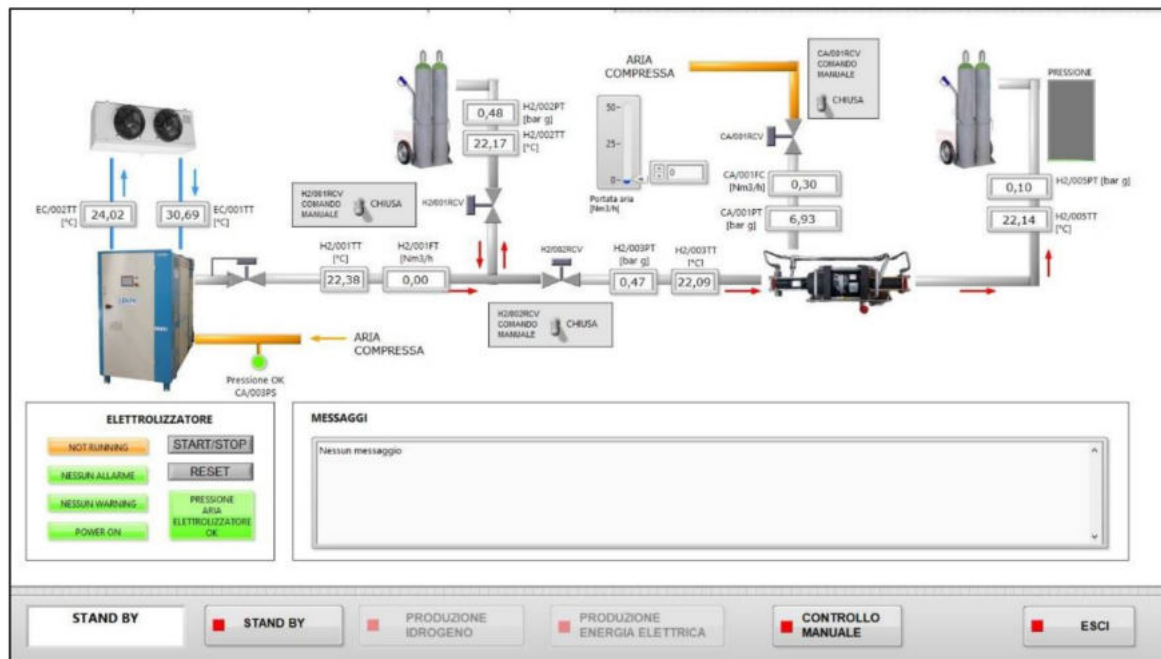 ARIA
COMPRESSA
CA/001RCV
COMANDO
MANUALE
CHIUSA
PRESSIONE
0,48
H2/002PT
[bar g]
22,17
H2/002TT
[°C]
50
25
0
0
Portata aria
[Nm3/h]
CA/001RCV
CA/001FC
[Nm3/h]
0,30
CA/001PT
[bar g]
6,93
0,10
H2/005PT [bar g]
22,14
H2/005TT
[°C]
H2/001RCV
COMANDO
MANUALE
CHIUSA
H2/001RCV
EC/002TT
[°C]
24,02
30,69
EC/001TT
[°C]
H2/001TT
[°C]
22,38
H2/001FT
[Nm3/h
0,00
H2/002RCV
H2/003PT
[bar g]
0,47
H2/003TT
[°C]
22,09
H2/002RCV
COMANDO
MANUALE
CHIUSA
ARIA
COMPRESSA
Pressione OK
CA/003PS
ELETTROLIZZATORE
NOT RUNNING
START/STOP
NESSUN ALLARME
RESET
NESSUN WARNING
POWER ON
PRESSIONE
ARIA
ELETTROLIZZATORE
OK
MESSAGGI
Nessun messaggio
STAND BY
STAND BY
PRODUZIONE
IDROGENO
PRODUZIONE
ENERGIA ELETTRICA
CONTROLLO
MANUALE
ESCI